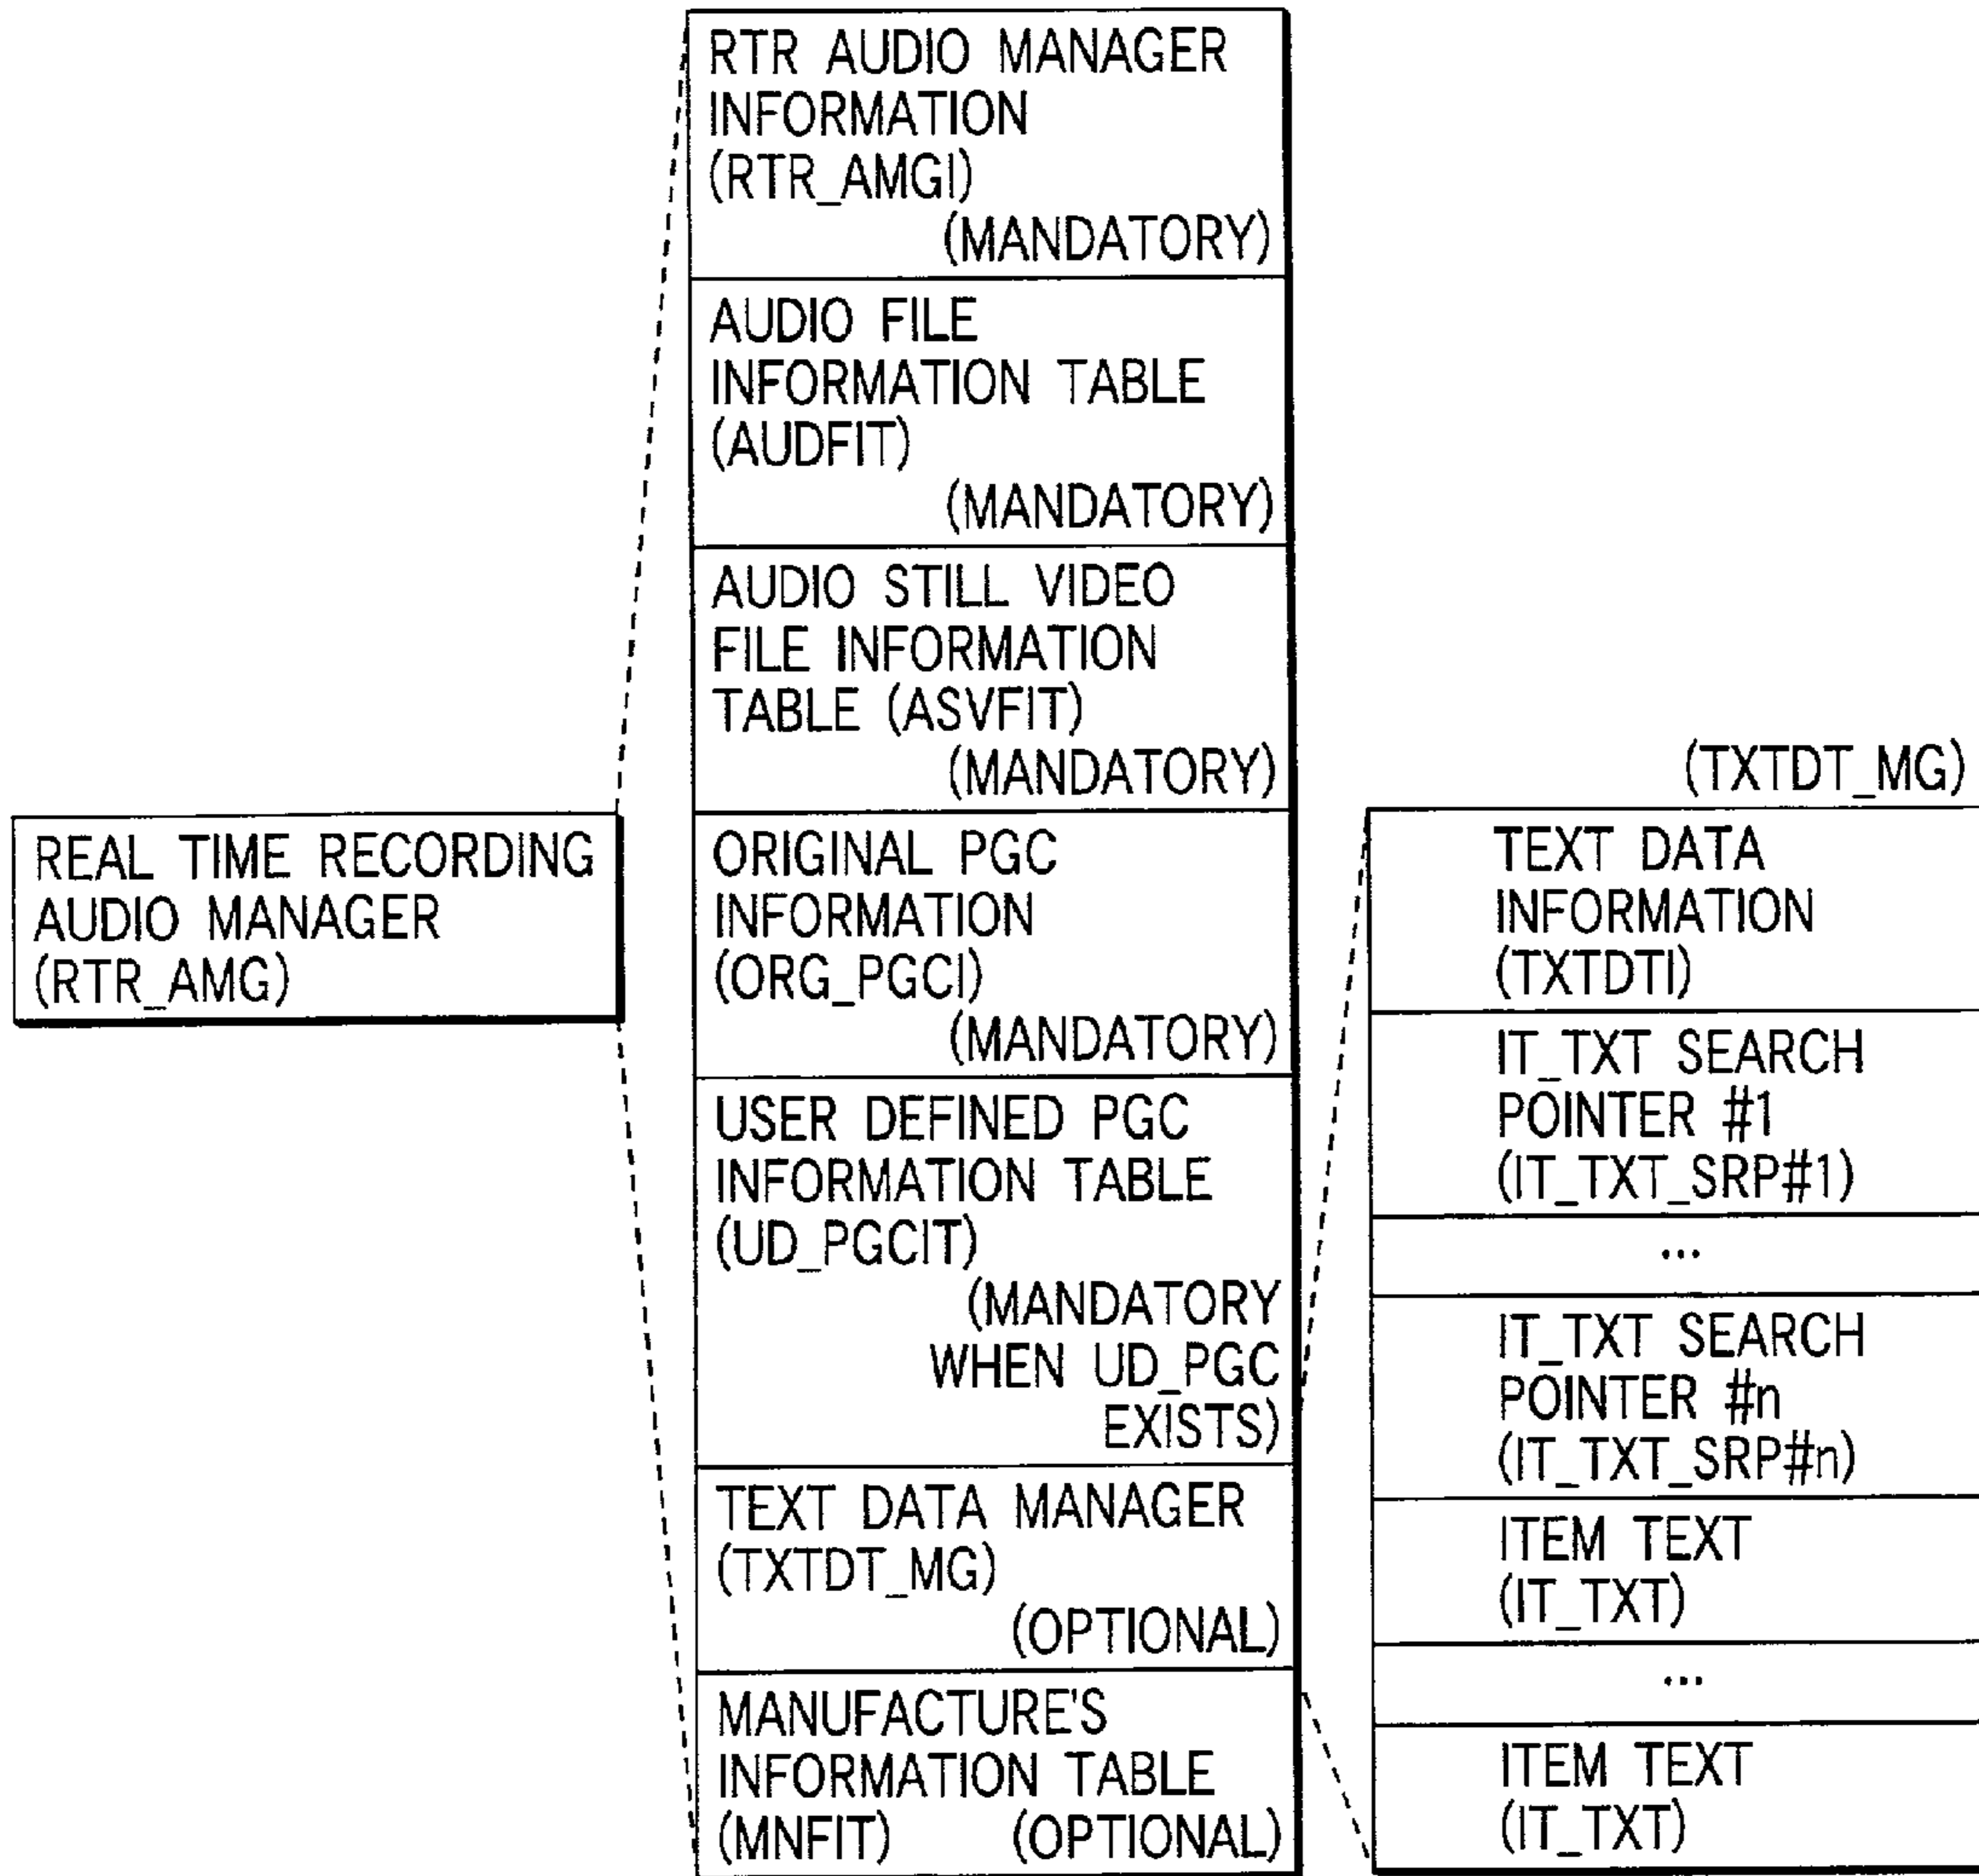 REAL TIME RECORDING
AUDIO MANAGER
(RTR_AMG)
RTR AUDIO MANAGER
INFORMATION
(RTR_AMGI)
(MANDATORY)
AUDIO FILE
INFORMATION TABLE
(AUDFIT)
(MANDATORY)
AUDIO STILL VIDEO
FILE INFORMATION
TABLE (ASVFIT)
(MANDATORY)
ORIGINAL PGC
INFORMATION
(ORG_PGCI)
(MANDATORY)
USER DEFINED PGC
INFORMATION TABLE
(UD_PGCIT)
(MANDATORY
WHEN UD_PGC
EXISTS)
TEXT DATA MANAGER
(TXTDT_MG)
(OPTIONAL)
MANUFACTURE'S
INFORMATION TABLE
(MNFIT) (OPTIONAL)
(TXTDT_MG)
TEXT DATA
INFORMATION
(TXTDTI)
IT_TXT SEARCH
POINTER #1
(IT_TXT_SRP#1)
...
IT_TXT SEARCH
POINTER #n
(IT_TXT_SRP#n)
ITEM TEXT
(IT_TXT)
...
ITEM TEXT
(IT_TXT)